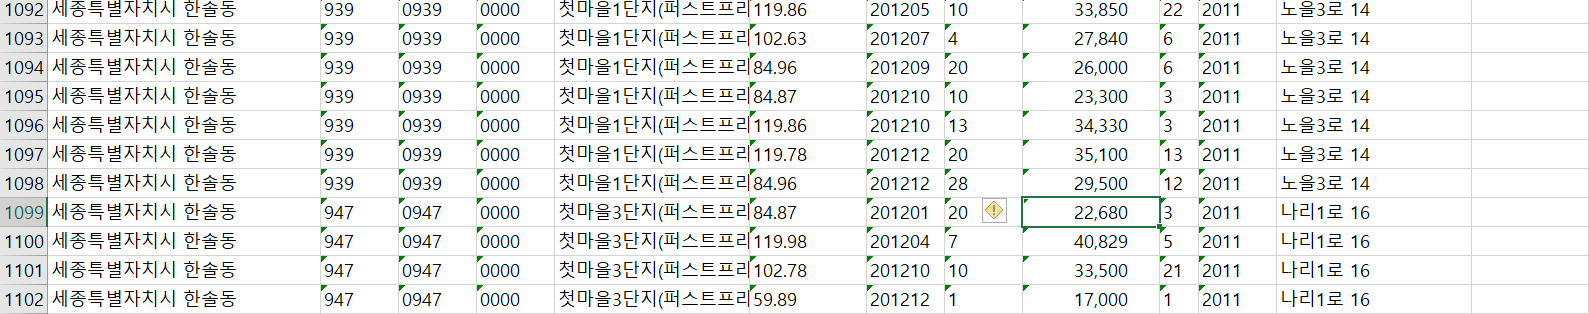 1092 세종특별자치시 한솔동 939 0939 0000 첫마을1단지(퍼스트프리 119.86 201205 10 33,850 22 2011 노을3로 14
1093 세종특별자치시 한솔동 939 0939 0000 첫마을1단지(퍼스트프리 102.63 201207 4 27,840 6 2011 노을3로 14
1094 세종특별자치시 한솔동 939 0939 0000 첫마을1단지(퍼스트프리 84.96 201209 20 26,000 6 2011 노을3로 14
1095 세종특별자치시 한솔동 939 0939 0000 첫마을1단지(퍼스트프리 84.87 201210 10 23,300 3 2011 노을3로 14
1096 세종특별자치시 한솔동 939 0939 0000 첫마을1단지(퍼스트프리 119.86 201210 13 34,330 3 2011 노을3로 14
1097 세종특별자치시 한솔동 939 0939 0000 첫마을1단지(퍼스트프리 119.78 201212 20 35,100 13 2011 노을3로 14
1098 세종특별자치시 한솔동 939 0939 0000 첫마을1단지(퍼스트프리 84.96 201212 28 29,500 12 2011 노을3로 14
1099 세종특별자치시 한솔동 947 0947 0000 첫마을3단지(퍼스트프리 84.87 201201 20 22,680 3 2011 나리1로 16
1100 세종특별자치시 한솔동 947 0947 0000 첫마을3단지(퍼스트프리 119.98 201204 7 40,829 5 2011 나리1로 16
1101 세종특별자치시 한솔동 947 0947 0000 첫마을3단지(퍼스트프리 102.78 201210 10 33,500 21 2011 나리1로 16
1102 세종특별자치시 한솔동 947 0947 0000 첫마을3단지(퍼스트프리 59.89 201212 1 17,000 1 2011 나리1로 16